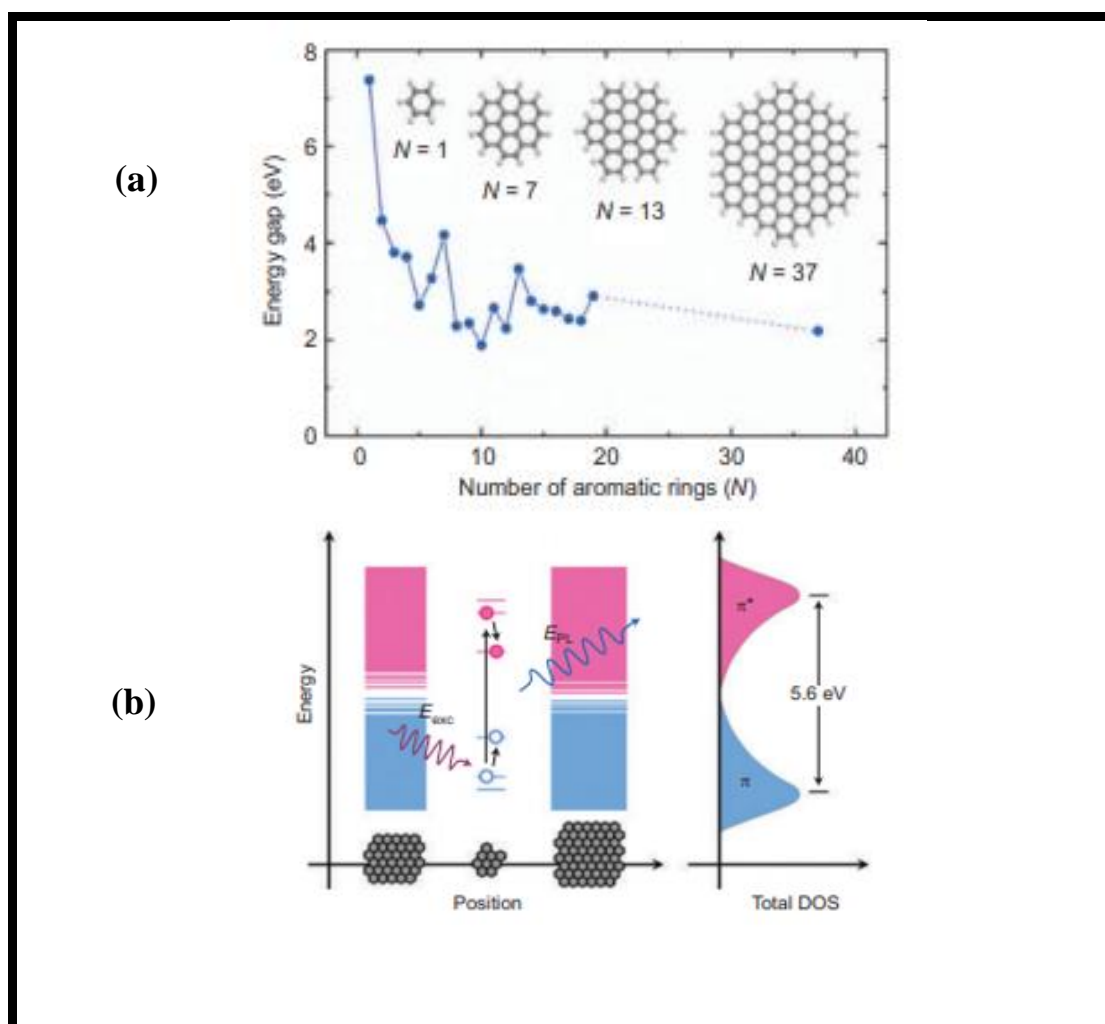 (a)
8
6
4
2
0
Energy gap (eV)
N = 1
N = 7
N = 13
N = 37
0
10
20
30
40
Number of aromatic rings (N)
(b)
Energy
E_exc
E_PL
π*
5.6 eV
π
Position
Total DOS